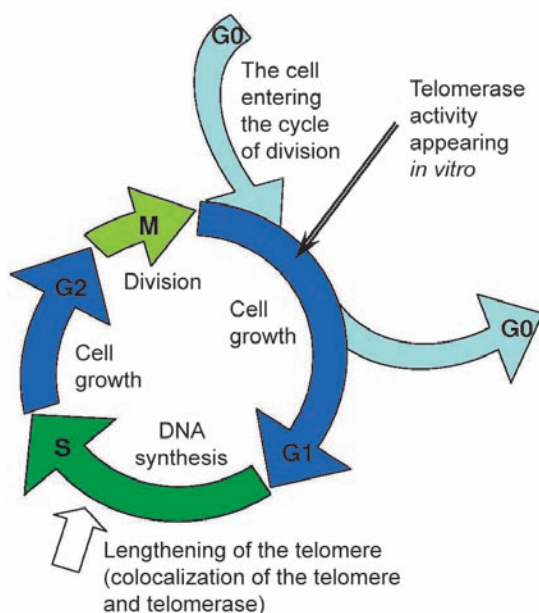 G0
The cell
entering
the cycle
of division
Telomerase
activity
appearing
in vitro
M
Division
G2
Cell
growth
Cell
growth
G0
G1
DNA
synthesis
S
Lengthening of the telomere
(colocalization of the telomere
and telomerase)